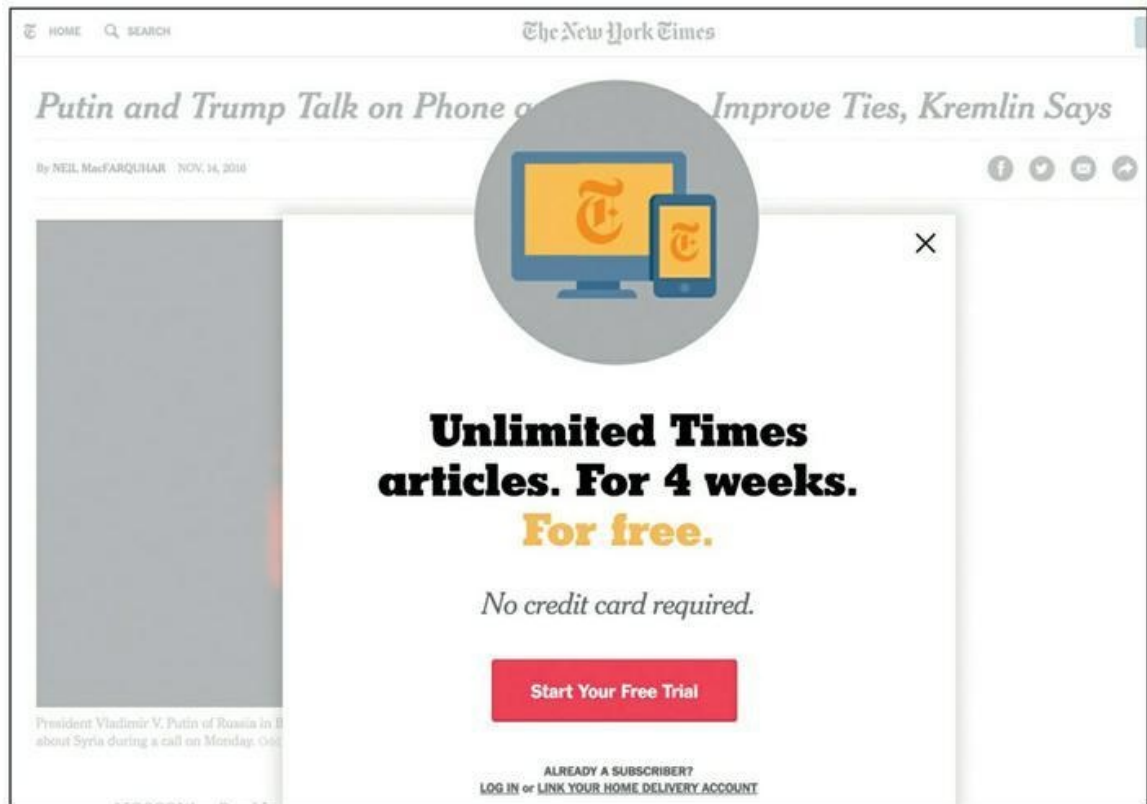 HOME SEARCH The New York Times
Putin and Trump Talk on Phone Improve Ties, Kremlin Says
By NEIL MacFARQUHAR NOV. 14, 2016
Unlimited Times
articles. For 4 weeks.
For free.
No credit card required.
Start Your Free Trial
President Vladimir V. Putin of Russia in
about Syria during a call on Monday.
ALREADY A SUBSCRIBER?
LOG IN or LINK YOUR HOME DELIVERY ACCOUNT